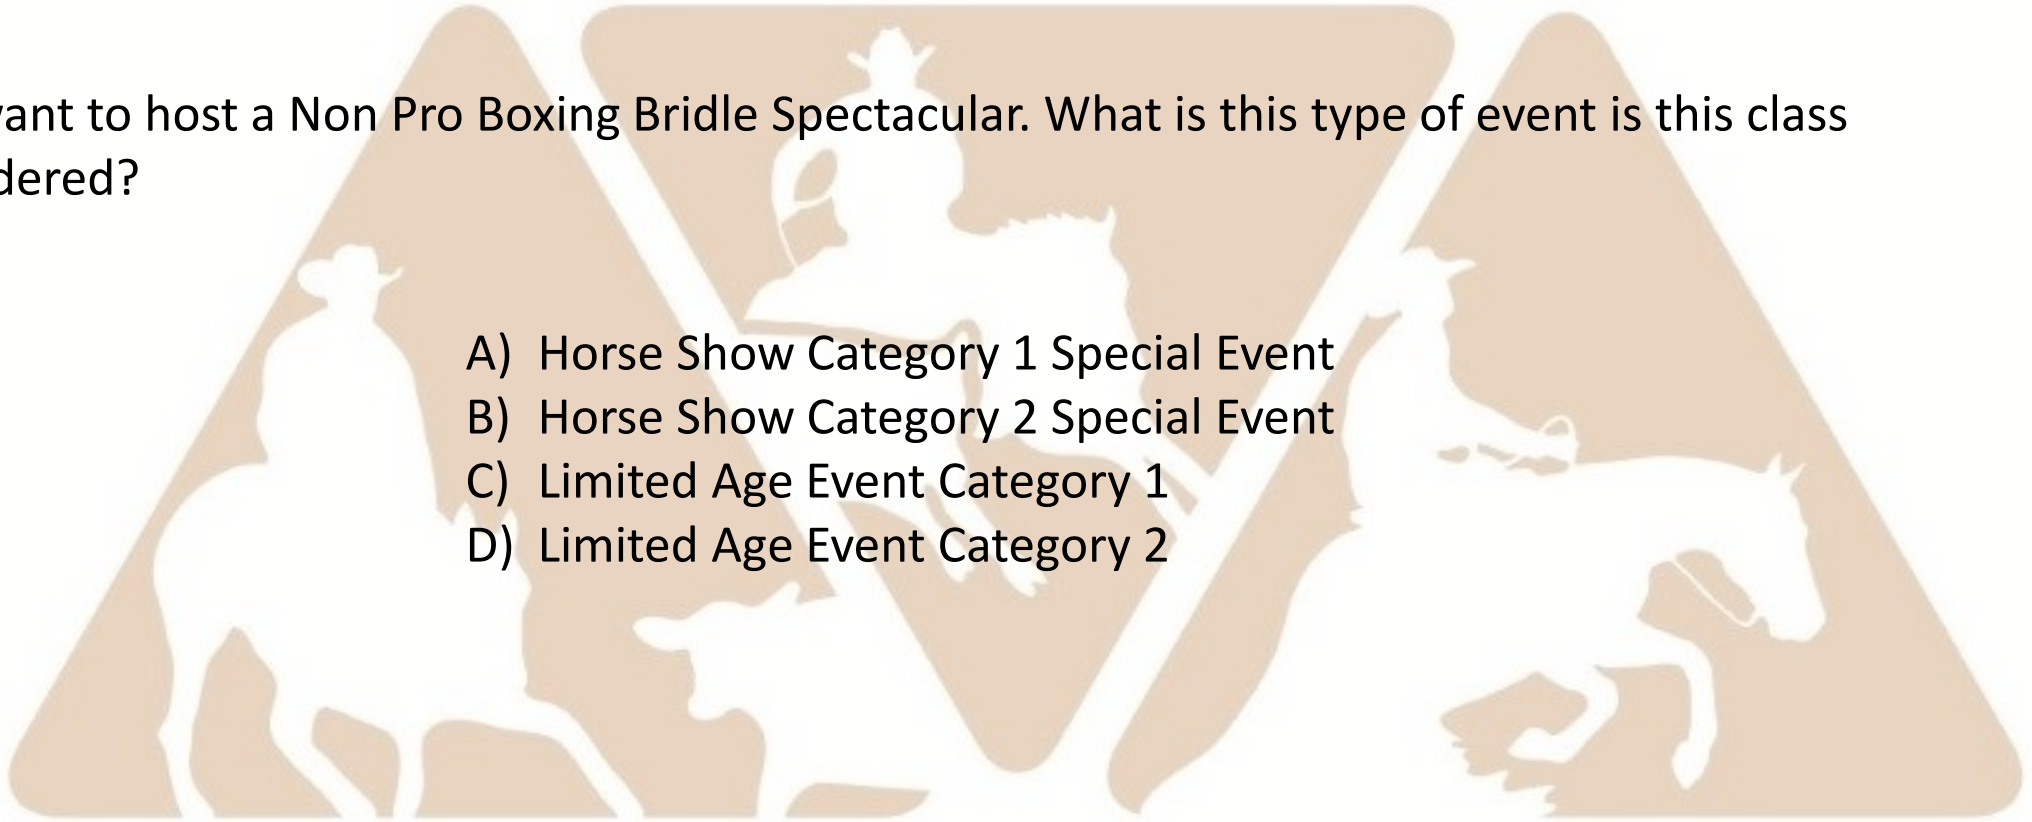 ant to host a Non Pro Boxing Bridle Spectacular. What is this type of event is this class
dered?
A) Horse Show Category 1 Special Event
B) Horse Show Category 2 Special Event
C) Limited Age Event Category 1
D) Limited Age Event Category 2